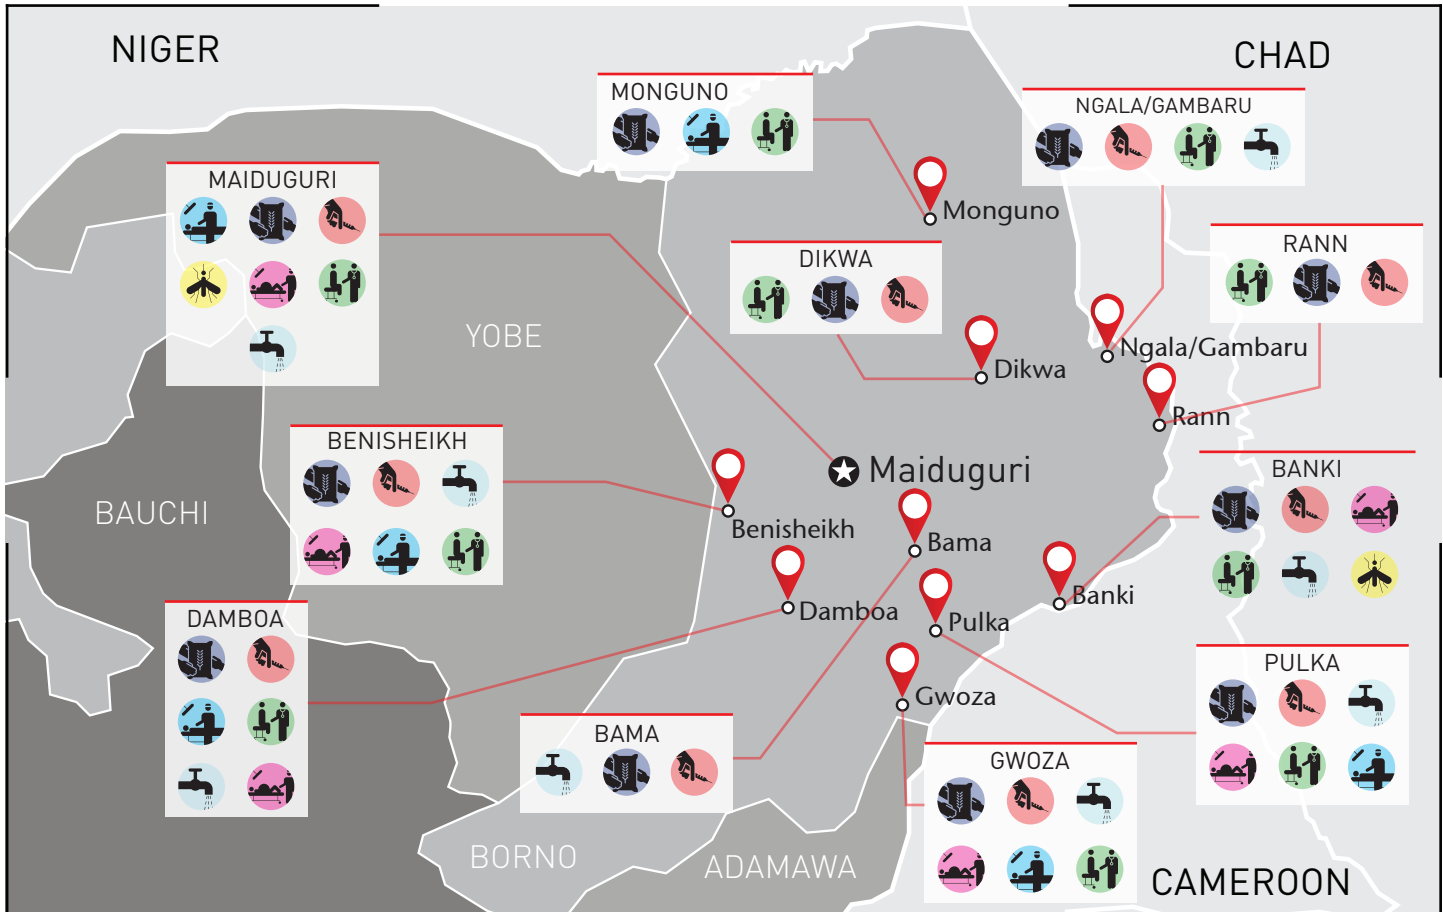 NIGER
CHAD
MONGUNO
NGALA/GAMBARU
MAIDUGURI
Monguno
RANN
DIKWA
YOBE
Ngala/Gambaru
Dikwa
Rann
BENISHEIKH
Maiduguri
BANKI
BAUCHI
Benisheikh
Bama
Banki
Damboa
DAMBOA
Pulka
PULKA
Gwoza
BAMA
GWOZA
BORNO
ADAMAWA
CAMEROON